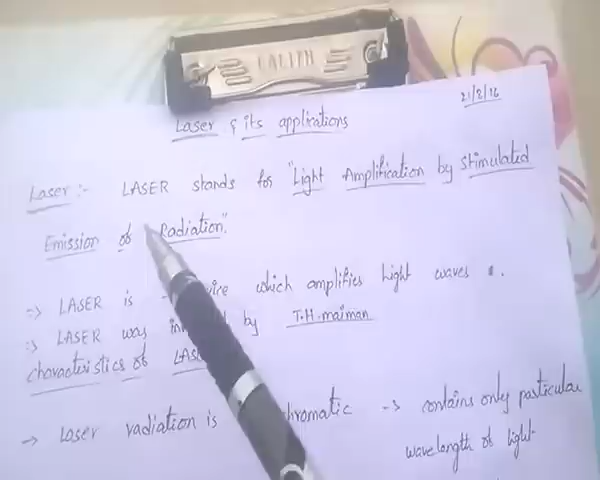 LALITH
21/2/16
Laser & its applications
Laser :- LASER stands for "Light Amplification by Stimulated
Emission of Radiation".
=> LASER is which amplifies light waves .
=> LASER was by T.H.maiman
characteristics of
-> Laser radiation is -> contains only particular
wavelength of light